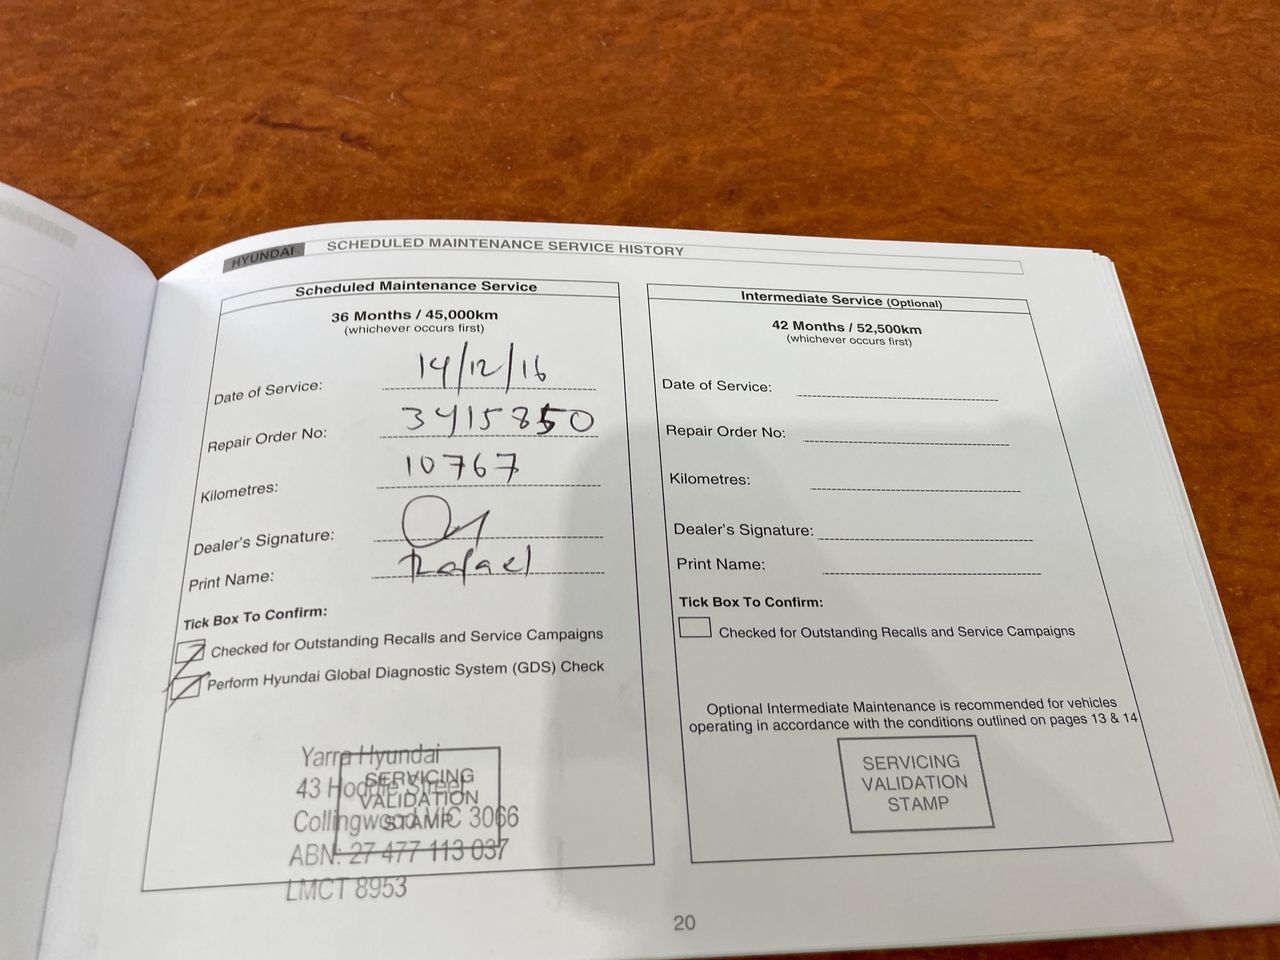 HYUNDAI SCHEDULED MAINTENANCE SERVICE HISTORY
Scheduled Maintenance Service
36 Months / 45,000km
(whichever occurs first)
Date of Service: 14/12/16
Repair Order No: 3415850
Kilometres: 10767
Dealer's Signature:
Print Name: Rafael
Tick Box To Confirm:
Checked for Outstanding Recalls and Service Campaigns
Perform Hyundai Global Diagnostic System (GDS) Check
Yarra Hyundai
43 Hoddle Street
Collingwood VIC 3066
ABN: 27 477 113 037
LMCT 8953
SERVICING
VALIDATION
STAMP
Intermediate Service (Optional)
42 Months / 52,500km
(whichever occurs first)
Date of Service:
Repair Order No:
Kilometres:
Dealer's Signature:
Print Name:
Tick Box To Confirm:
Checked for Outstanding Recalls and Service Campaigns
Optional Intermediate Maintenance is recommended for vehicles
operating in accordance with the conditions outlined on pages 13 & 14
SERVICING
VALIDATION
STAMP
20